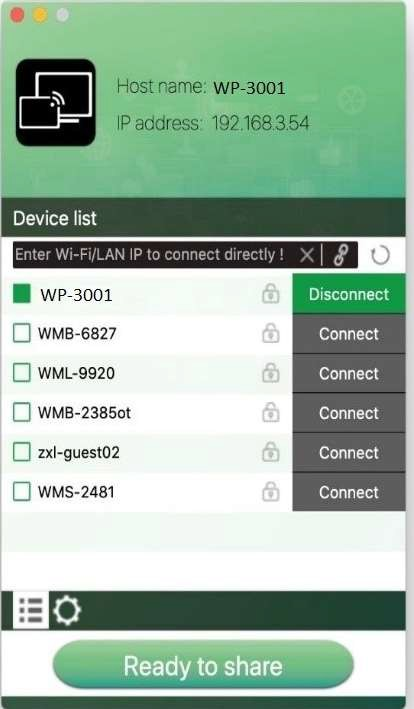 Host name: WP-3001
IP address: 192.168.3.54
Device list
Enter Wi-Fi/LAN IP to connect directly !
WP-3001 Disconnect
WMB-6827 Connect
WML-9920 Connect
WMB-2385ot Connect
zxl-guest02 Connect
WMS-2481 Connect
Ready to share